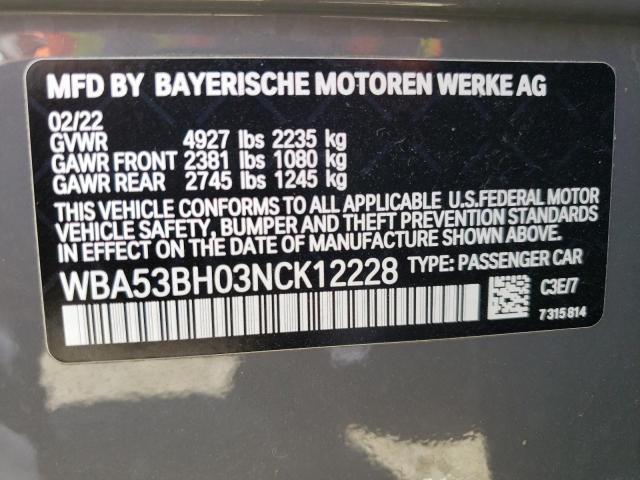 MFD BY BAYERISCHE MOTOREN WERKE AG
02/22
GVWR 4927 lbs 2235 kg
GAWR FRONT 2381 lbs 1080 kg
GAWR REAR 2745 lbs 1245 kg
THIS VEHICLE CONFORMS TO ALL APPLICABLE U.S.FEDERAL MOTOR
VEHICLE SAFETY, BUMPER AND THEFT PREVENTION STANDARDS
IN EFFECT ON THE DATE OF MANUFACTURE SHOWN ABOVE.
WBA53BH03NCK12228 TYPE: PASSENGER CAR
C3E/7
7315814